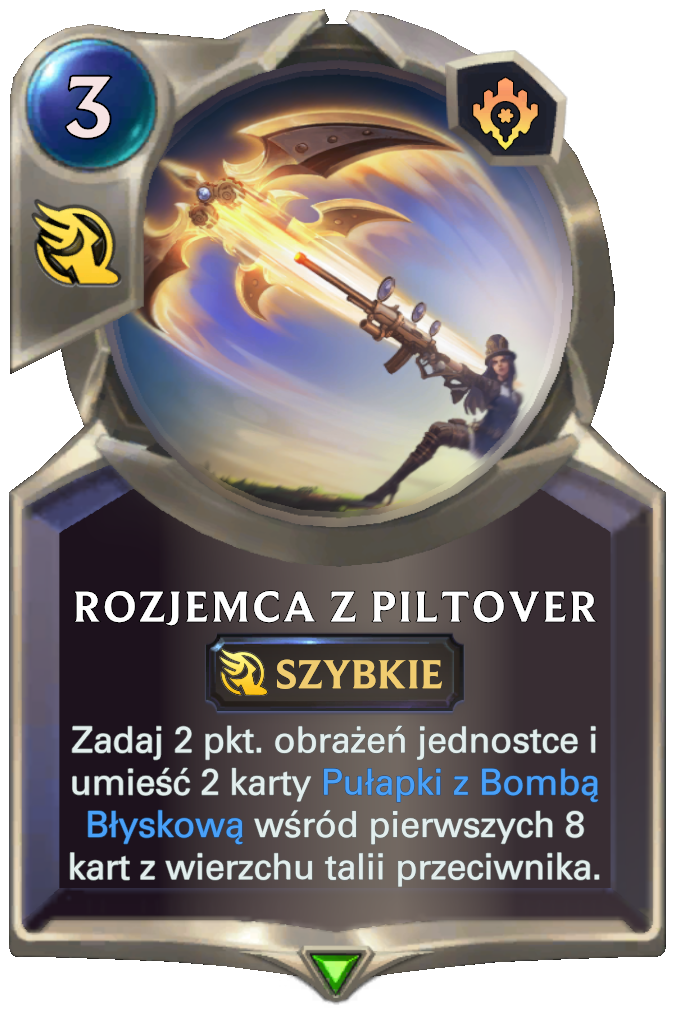 3
ROZJEMCA Z PILTOVER
SZYBKIE
Zadaj 2 pkt. obrażeń jednostce i
umieść 2 karty Pułapki z Bombą
Błyskową wśród pierwszych 8
kart z wierzchu talii przeciwnika.